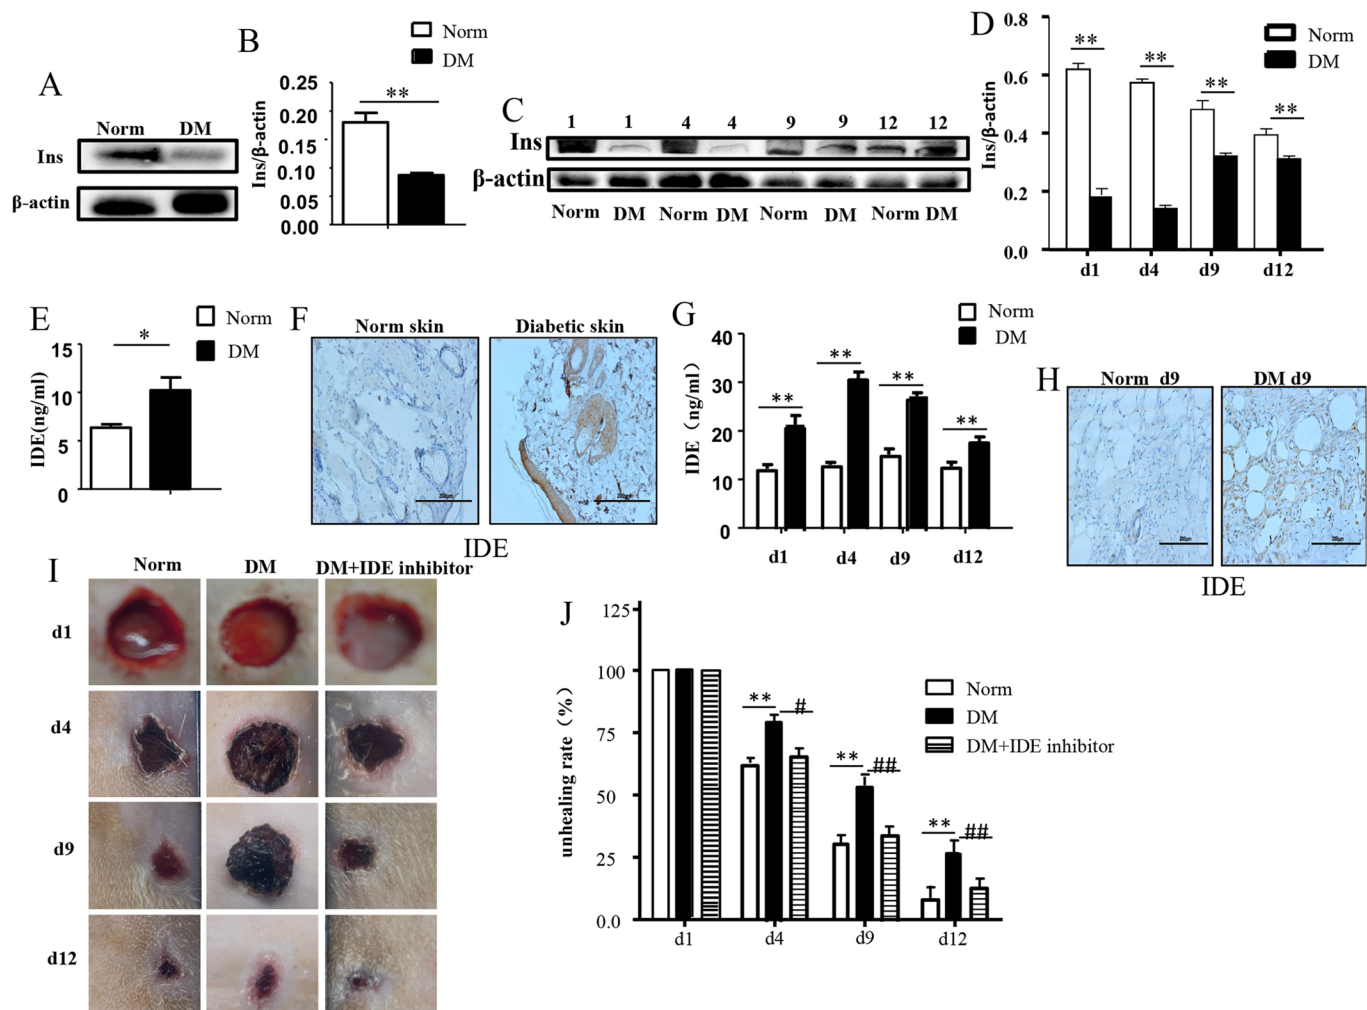 A
Norm DM
Ins
β-actin
B
Norm
DM
Ins/β-actin
0.25
0.20
0.15
0.10
0.05
0.00
**
C
1 1 4 4 9 9 12 12
Ins
β-actin
Norm DM Norm DM Norm DM Norm DM
D
Norm
DM
Ins/β-actin
0.8
0.6
0.4
0.2
0.0
** ** ** **
d1 d4 d9 d12
E
Norm
DM
IDE(ng/ml)
15
10
5
0
*
F
Norm skin Diabetic skin
200μm 200μm
IDE
G
Norm
DM
IDE（ng/ml）
40
30
20
10
0
** ** ** **
d1 d4 d9 d12
H
Norm d9 DM d9
200μm 200μm
IDE
I
Norm DM DM+IDE inhibitor
d1
d4
d9
d12
J
Norm
DM
DM+IDE inhibitor
unhealing rate（%）
125
100
75
50
25
0.0
** #
** ##
** ##
d1 d4 d9 d12